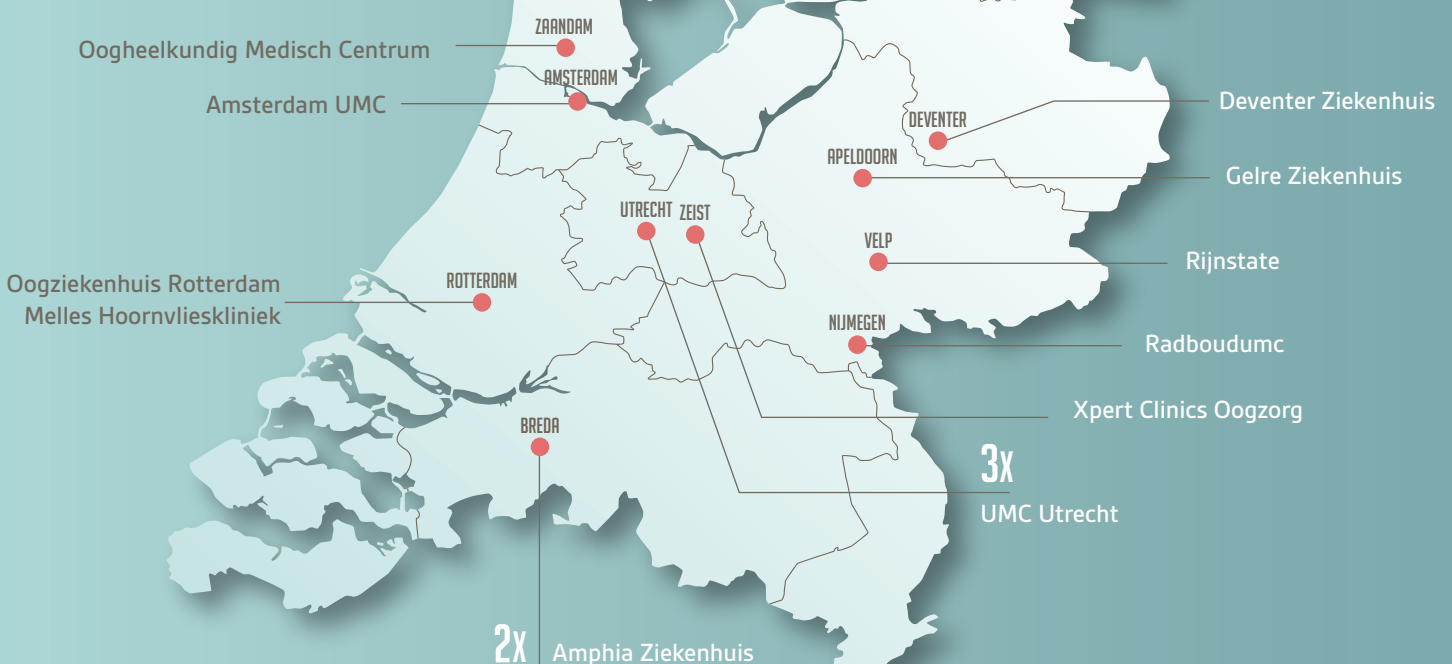 ZAANDAM
Oogheelkundig Medisch Centrum
AMSTERDAM
Amsterdam UMC
Deventer Ziekenhuis
DEVENTER
APELDOORN
Gelre Ziekenhuis
UTRECHT ZEIST
VELP
Rijnstate
Oogziekenhuis Rotterdam
Melles Hoornvlieskliniek
ROTTERDAM
NIJMEGEN
Radboudumc
Xpert Clinics Oogzorg
BREDA
3X
UMC Utrecht
2X Amphia Ziekenhuis